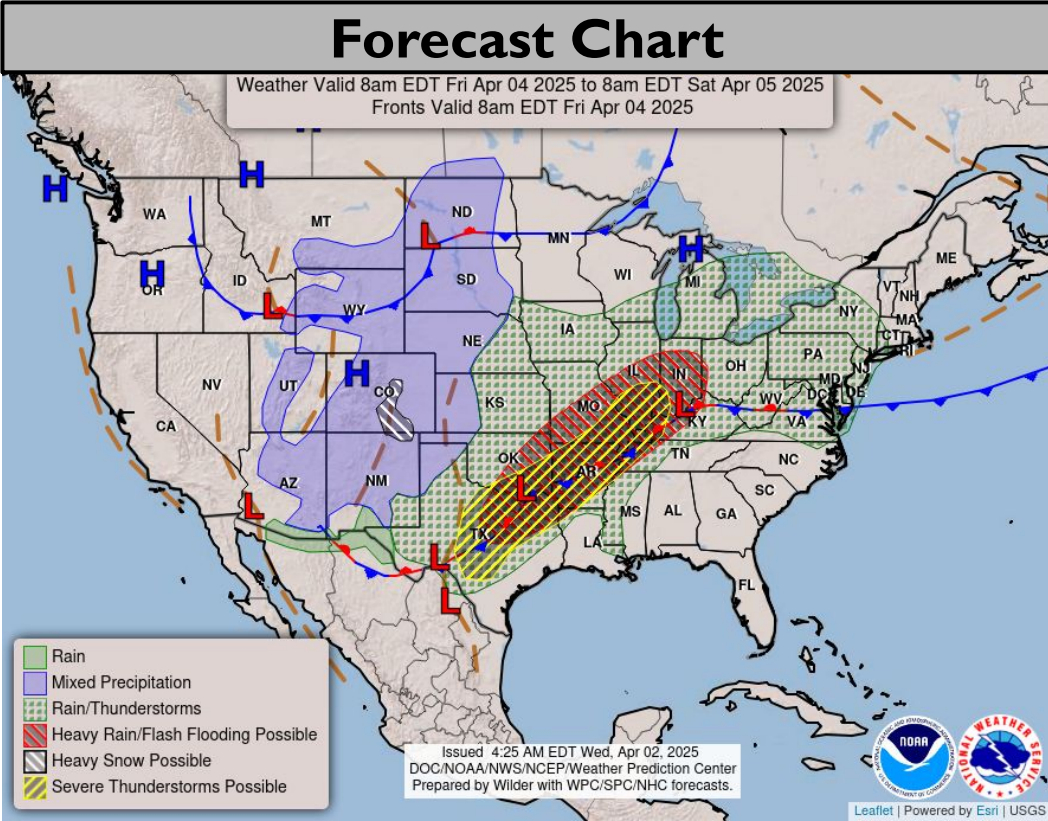 Forecast Chart
Weather Valid 8am EDT Fri Apr 04 2025 to 8am EDT Sat Apr 05 2025
Fronts Valid 8am EDT Fri Apr 04 2025
H
H
WA
MT
ND
MN
H
ME
H
OR
ID
L
L
WY
SD
WI
MI
VT
NH
NY
MA
CT
RI
NV
UT
H
CO
NE
IA
IL
IN
OH
PA
NJ
MD
DE
DC
WV
VA
CA
KS
MO
L
KY
AZ
NM
OK
AR
TN
NC
L
L
TX
MS
AL
GA
SC
LA
L
L
FL
Rain
Mixed Precipitation
Rain/Thunderstorms
Heavy Rain/Flash Flooding Possible
Heavy Snow Possible
Severe Thunderstorms Possible
Issued 4:25 AM EDT Wed, Apr 02, 2025
DOC/NOAA/NWS/NCEP/Weather Prediction Center
Prepared by Wilder with WPC/SPC/NHC forecasts.
NOAA
NATIONAL WEATHER SERVICE
Leaflet | Powered by Esri | USGS